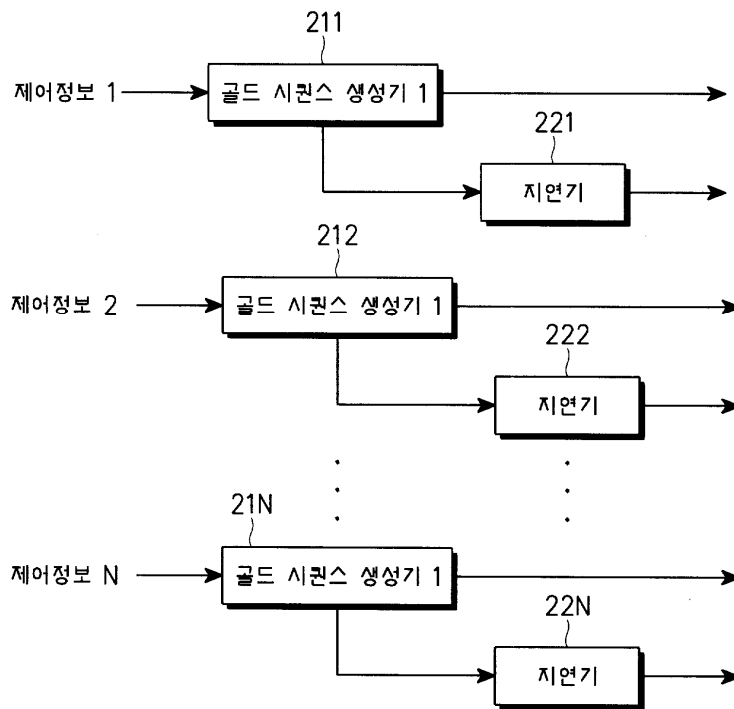 211
제어정보 1
골드 시퀀스 생성기 1
221
지연기
212
제어정보 2
골드 시퀀스 생성기 1
222
지연기
21N
제어정보 N
골드 시퀀스 생성기 1
22N
지연기